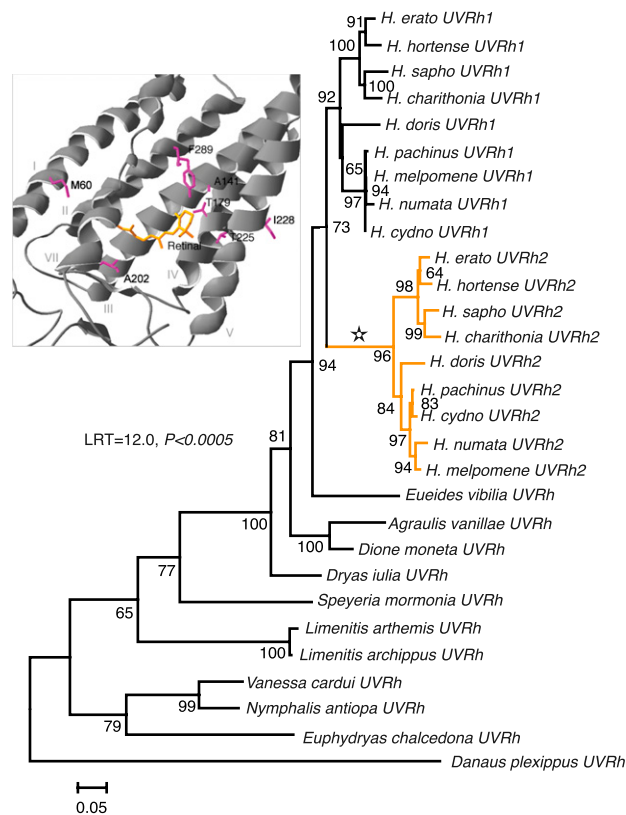 H. erato UVRh1
91
H. hortense UVRh1
100
H. sapho UVRh1
100
H. charithonia UVRh1
92
H. doris UVRh1
H. pachinus UVRh1
65
H. melpomene UVRh1
94
97
H. numata UVRh1
73
H. cydno UVRh1
H. erato UVRh2
64
98
H. hortense UVRh2
H. sapho UVRh2
99
H. charithonia UVRh2
96
94
H. doris UVRh2
H. pachinus UVRh2
83
84
H. cydno UVRh2
97
H. numata UVRh2
94
H. melpomene UVRh2
81
LRT=12.0, P<0.0005
Eueides vibilia UVRh
100
Agraulis vanillae UVRh
100
Dione moneta UVRh
77
Dryas iulia UVRh
Speyeria mormonia UVRh
65
Limenitis arthemis UVRh
100
Limenitis archippus UVRh
Vanessa cardui UVRh
99
Nymphalis antiopa UVRh
79
Euphydryas chalcedona UVRh
Danaus plexippus UVRh
0.05
F289
I
M60
A141
T179
II
I228
T225
Retinal
VII
IV
A202
III
V